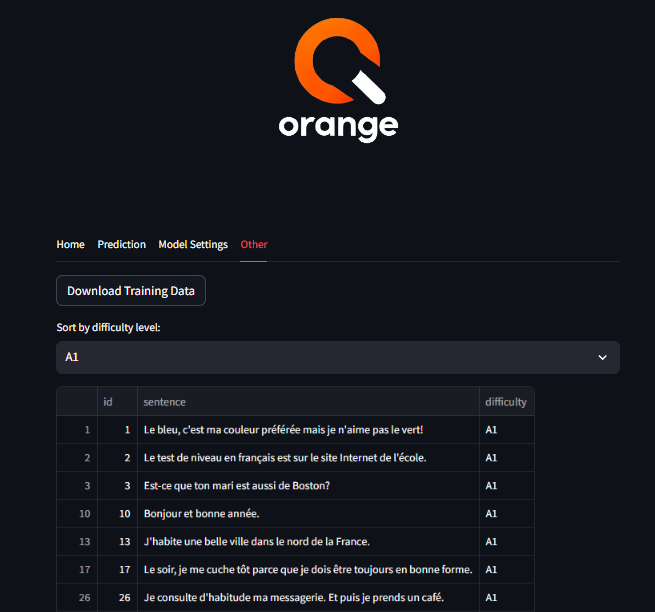 orange
Home Prediction Model Settings Other
Download Training Data
Sort by difficulty level:
A1
id sentence difficulty
1 1 Le bleu, c'est ma couleur préférée mais je n'aime pas le vert! A1
2 2 Le test de niveau en français est sur le site Internet de l'école. A1
3 3 Est-ce que ton mari est aussi de Boston? A1
10 10 Bonjour et bonne année. A1
13 13 J'habite une belle ville dans le nord de la France. A1
17 17 Le soir, je me cuche tôt parce que je dois être toujours en bonne forme. A1
26 26 Je consulte d'habitude ma messagerie. Et puis je prends un café. A1